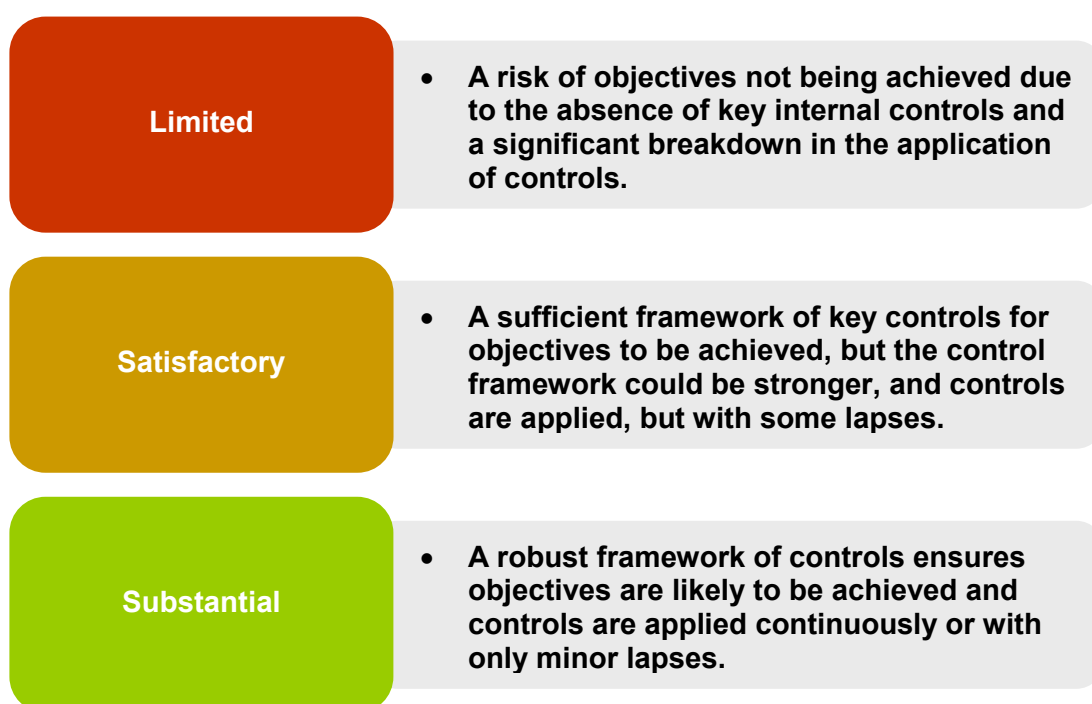 Limited
• A risk of objectives not being achieved due
to the absence of key internal controls and
a significant breakdown in the application
of controls.
Satisfactory
• A sufficient framework of key controls for
objectives to be achieved, but the control
framework could be stronger, and controls
are applied, but with some lapses.
Substantial
• A robust framework of controls ensures
objectives are likely to be achieved and
controls are applied continuously or with
only minor lapses.